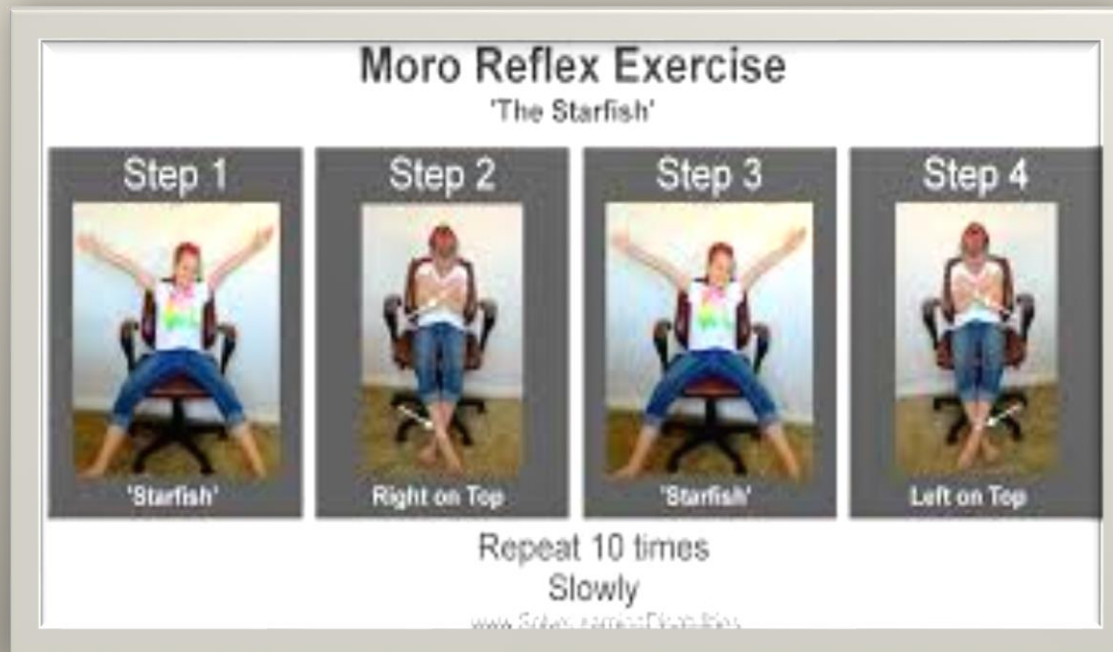 Moro Reflex Exercise
'The Starfish'
Step 1
'Starfish'
Step 2
Right on Top
Step 3
'Starfish'
Step 4
Left on Top
Repeat 10 times
Slowly